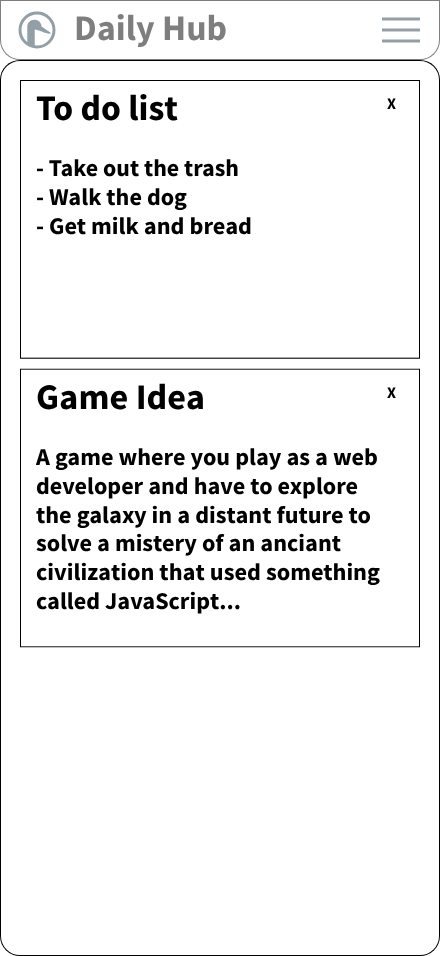 Daily Hub
To do list
x
- Take out the trash
- Walk the dog
- Get milk and bread
Game Idea
x
A game where you play as a web
developer and have to explore
the galaxy in a distant future to
solve a mistery of an anciant
civilization that used something
called JavaScript...